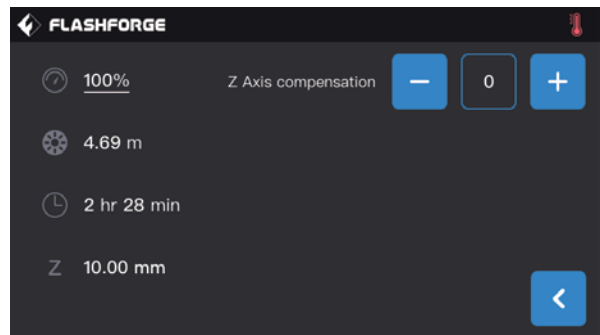 FLASHFORGE
100% Z Axis compensation − 0 +
4.69 m
2 hr 28 min
Z 10.00 mm